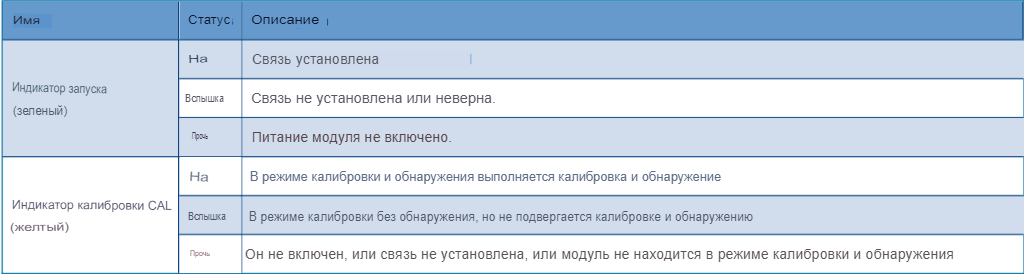 Имя Статус Описание
На Связь установлена
Индикатор запуска
(зеленый)
Вспышка Связь не установлена или неверна.
Прочь Питание модуля не включено.
На В режиме калибровки и обнаружения выполняется калибровка и обнаружение
Индикатор калибровки CAL
(желтый)
Вспышка В режиме калибровки без обнаружения, но не подвергается калибровке и обнаружению
Прочь Он не включен, или связь не установлена, или модуль не находится в режиме калибровки и обнаружения